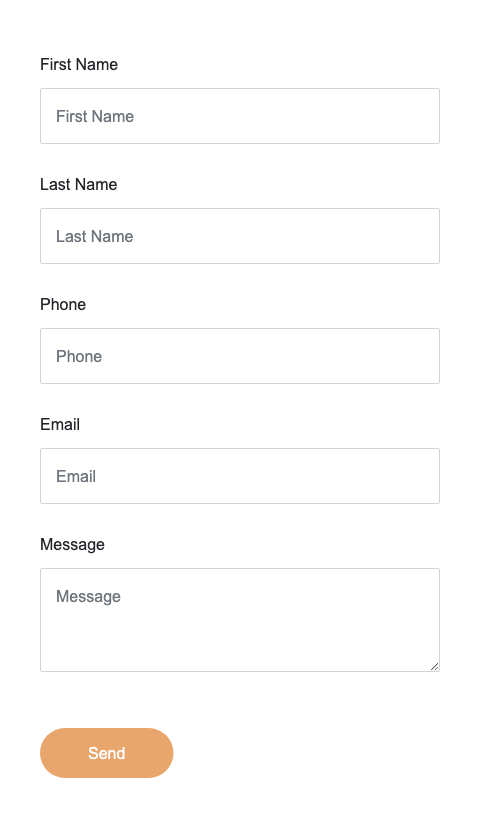 First Name
First Name
Last Name
Last Name
Phone
Phone
Email
Email
Message
Message
Send